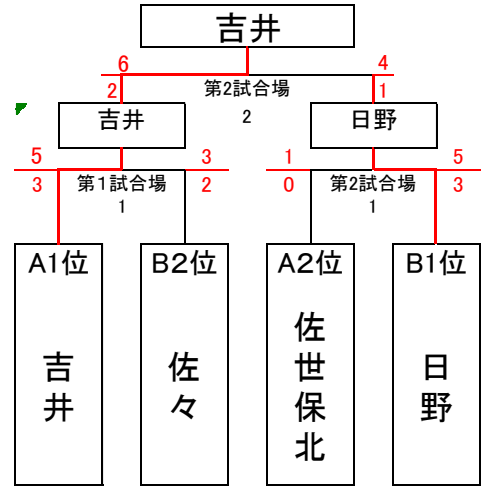 吉井
6 4
第2試合場
2 1
2
吉井 日野
5 3 1 5
第1試合場 第2試合場
3 2 0 3
1 1
A1位 B2位 A2位 B1位
吉井 佐々 佐世保北 日野